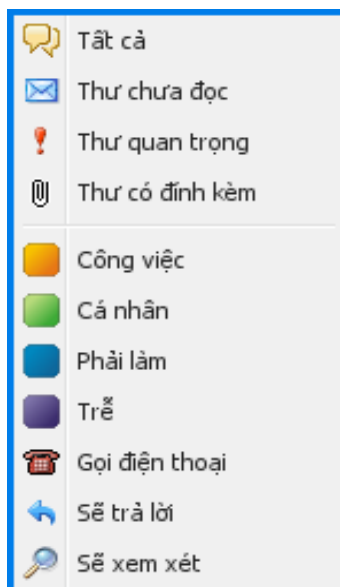 Tất cả
Thư chưa đọc
Thư quan trọng
Thư có đính kèm
Công việc
Cá nhân
Phải làm
Trễ
Gọi điện thoại
Sẽ trả lời
Sẽ xem xét